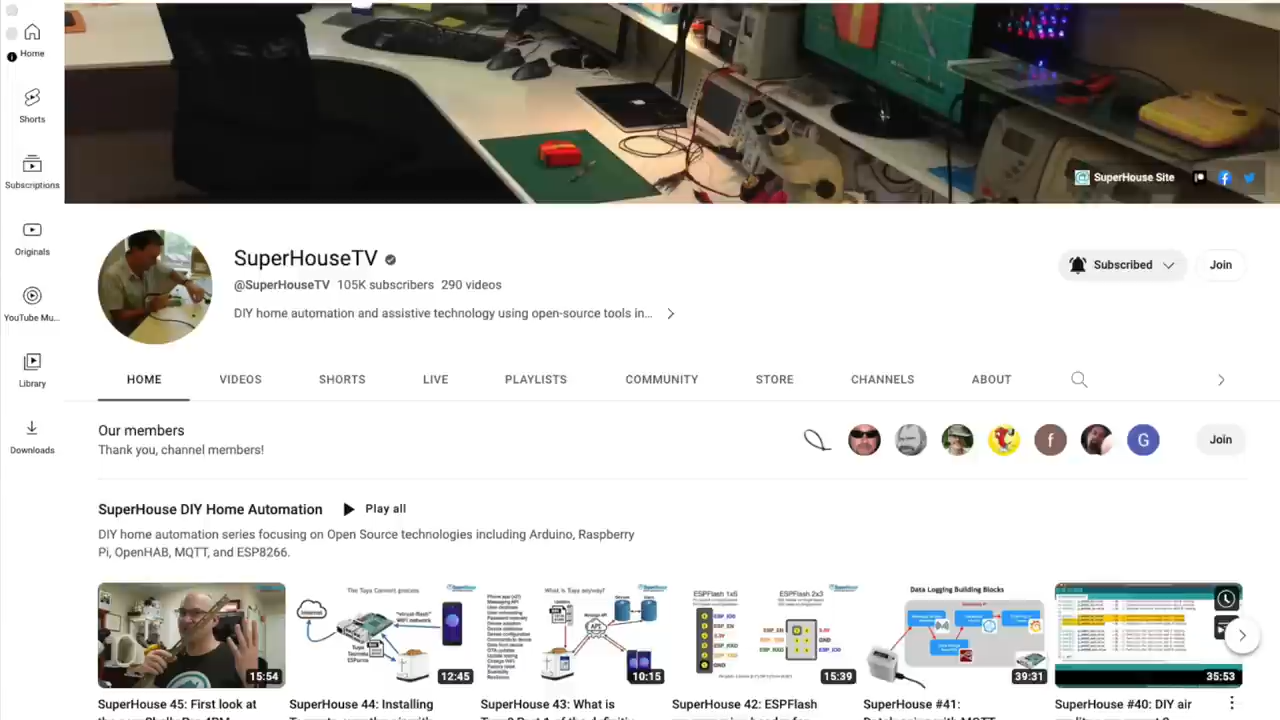 Home
Shorts
Subscriptions
Originals
YouTube Mu...
Library
Downloads
SuperHouse Site
SuperHouseTV
@SuperHouseTV 105K subscribers 290 videos
DIY home automation and assistive technology using open-source tools in...
Subscribed
Join
HOME VIDEOS SHORTS LIVE PLAYLISTS COMMUNITY STORE CHANNELS ABOUT
Our members
Thank you, channel members!
f
G
Join
SuperHouse DIY Home Automation
Play all
DIY home automation series focusing on Open Source technologies including Arduino, Raspberry
Pi, OpenHAB, MQTT, and ESP8266.
15:54
The Tuya Convert process
Internet
12:45
What is Tuya anyway?
10:15
ESPFlash 1x6
ESPFlash 2x3
15:39
Data Logging Building Blocks
39:31
35:53
SuperHouse 45: First look at
SuperHouse 44: Installing
SuperHouse 43: What is
SuperHouse 42: ESPFlash
SuperHouse #41:
SuperHouse #40: DIY air